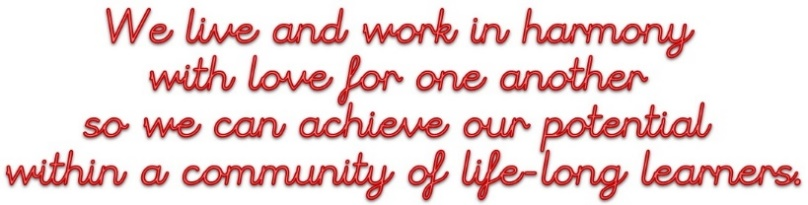 We live and work in harmony
with love for one another
so we can achieve our potential
within a community of life-long learners.